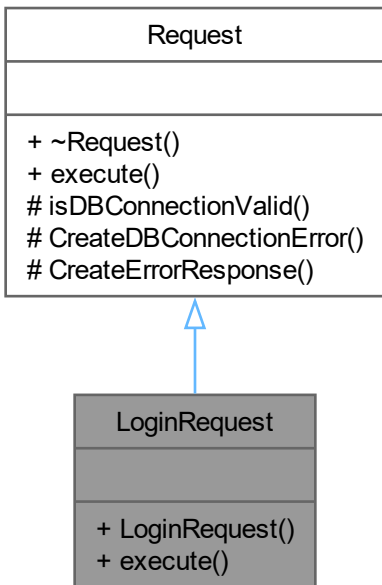 Request
+ ~Request()
+ execute()
# isDBConnectionValid()
# CreateDBConnectionError()
# CreateErrorResponse()
LoginRequest
+ LoginRequest()
+ execute()